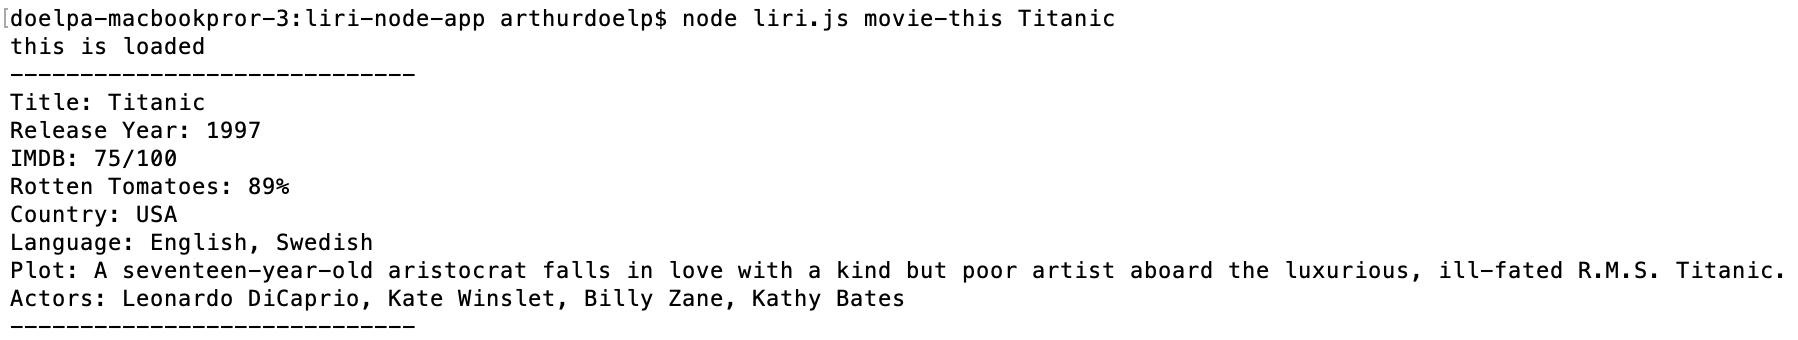 [doelpa-macbookpror-3:liri-node-app arthurdoelp$ node liri.js movie-this Titanic
this is loaded
-----------------------------
Title: Titanic
Release Year: 1997
IMDB: 75/100
Rotten Tomatoes: 89%
Country: USA
Language: English, Swedish
Plot: A seventeen-year-old aristocrat falls in love with a kind but poor artist aboard the luxurious, ill-fated R.M.S. Titanic.
Actors: Leonardo DiCaprio, Kate Winslet, Billy Zane, Kathy Bates
-----------------------------